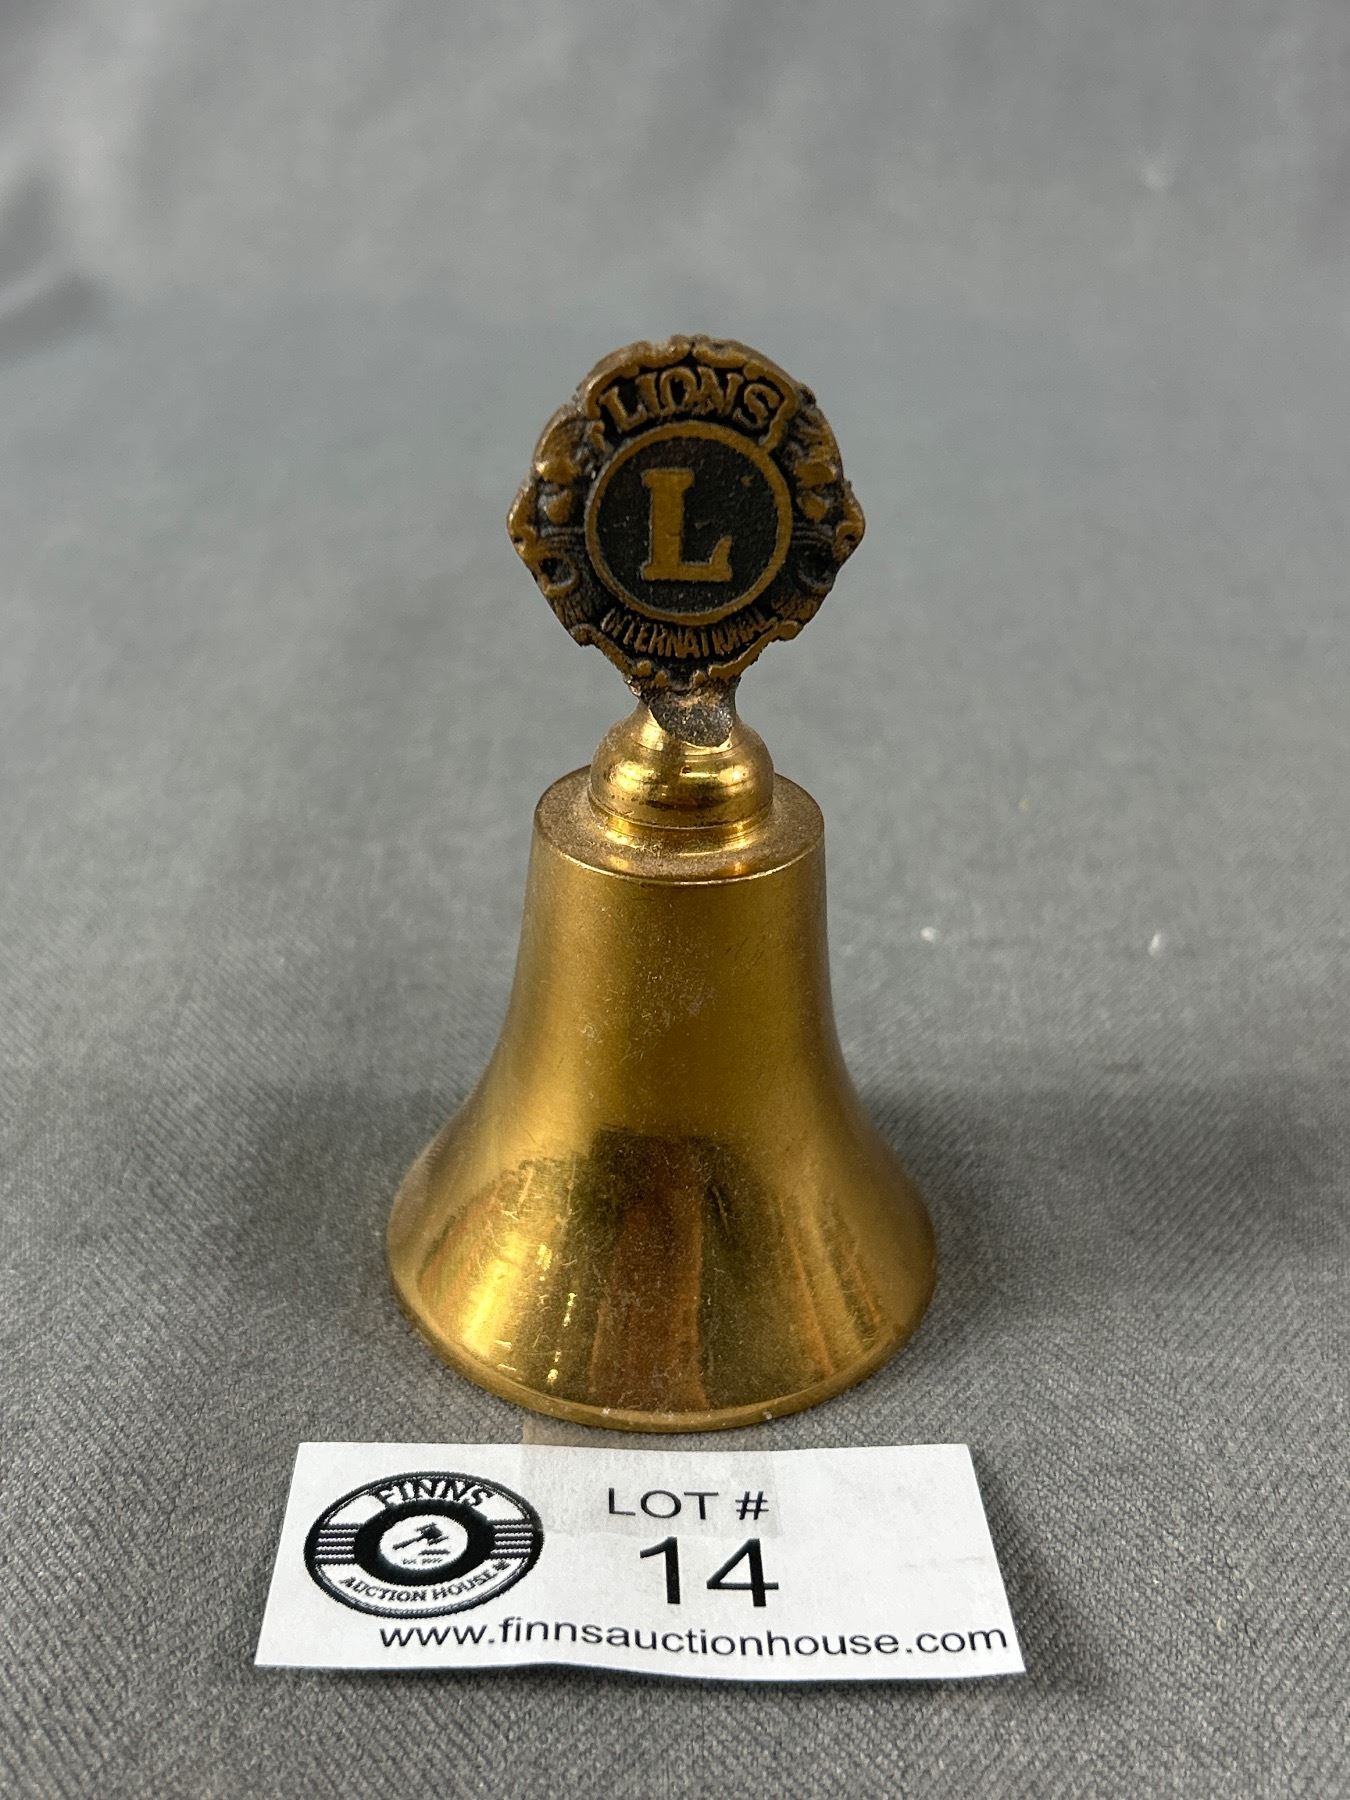 LIONS
L
INTERNATIONAL
FINNS
AUCTION HOUSE
LOT #
14
www.finnsauctionhouse.com